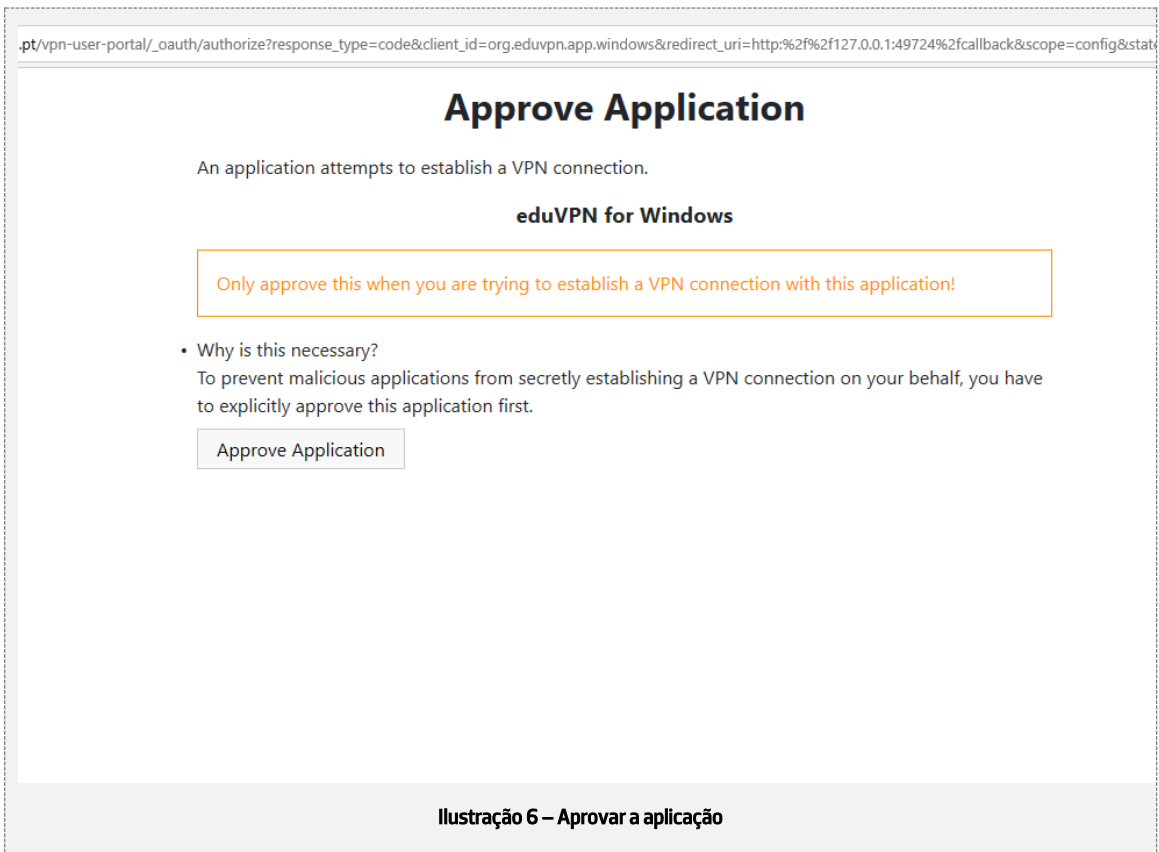 .pt/vpn-user-portal/_oauth/authorize?response_type=code&client_id=org.eduvpn.app.windows&redirect_uri=http:%2f%2f127.0.0.1:49724%2fcallback&scope=config&state
Approve Application
An application attempts to establish a VPN connection.
eduVPN for Windows
Only approve this when you are trying to establish a VPN connection with this application!
• Why is this necessary?
To prevent malicious applications from secretly establishing a VPN connection on your behalf, you have
to explicitly approve this application first.
Approve Application
Ilustração 6 – Aprovar a aplicação